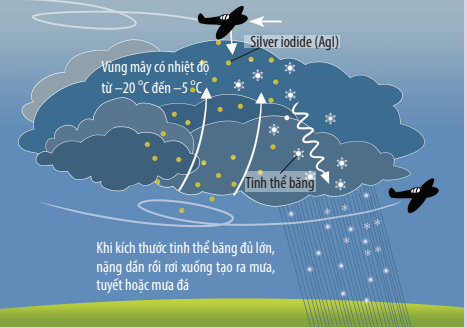 Silver iodide (AgI)
Vùng mây có nhiệt độ
từ –20 °C đến –5 °C
Tinh thể băng
Khi kích thước tinh thể băng đủ lớn,
nặng dần rồi rơi xuống tạo ra mưa,
tuyết hoặc mưa đá